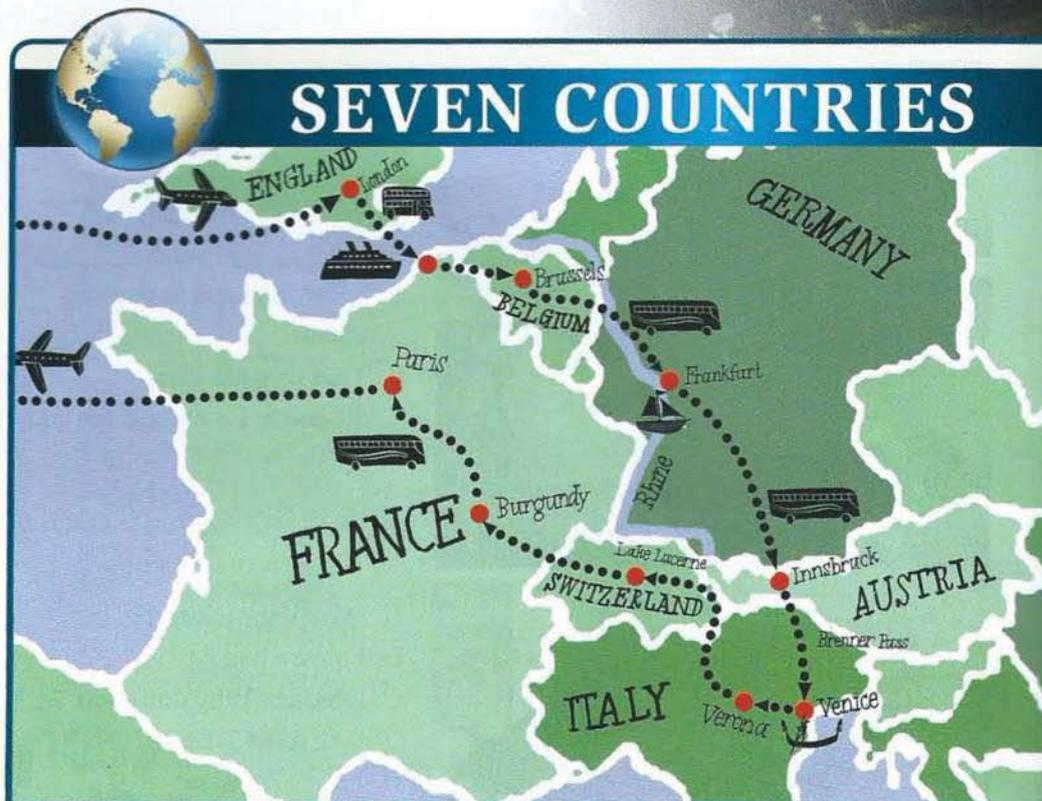 SEVEN COUNTRIES
ENGLAND
London
GERMANY
Brussels
BELGIUM
Paris
Frankfurt
Rhine
Burgundy
FRANCE
Lake Lucerne
SWITZERLAND
Innsbruck
AUSTRIA
Brenner Pass
ITALY
Verona
Venice